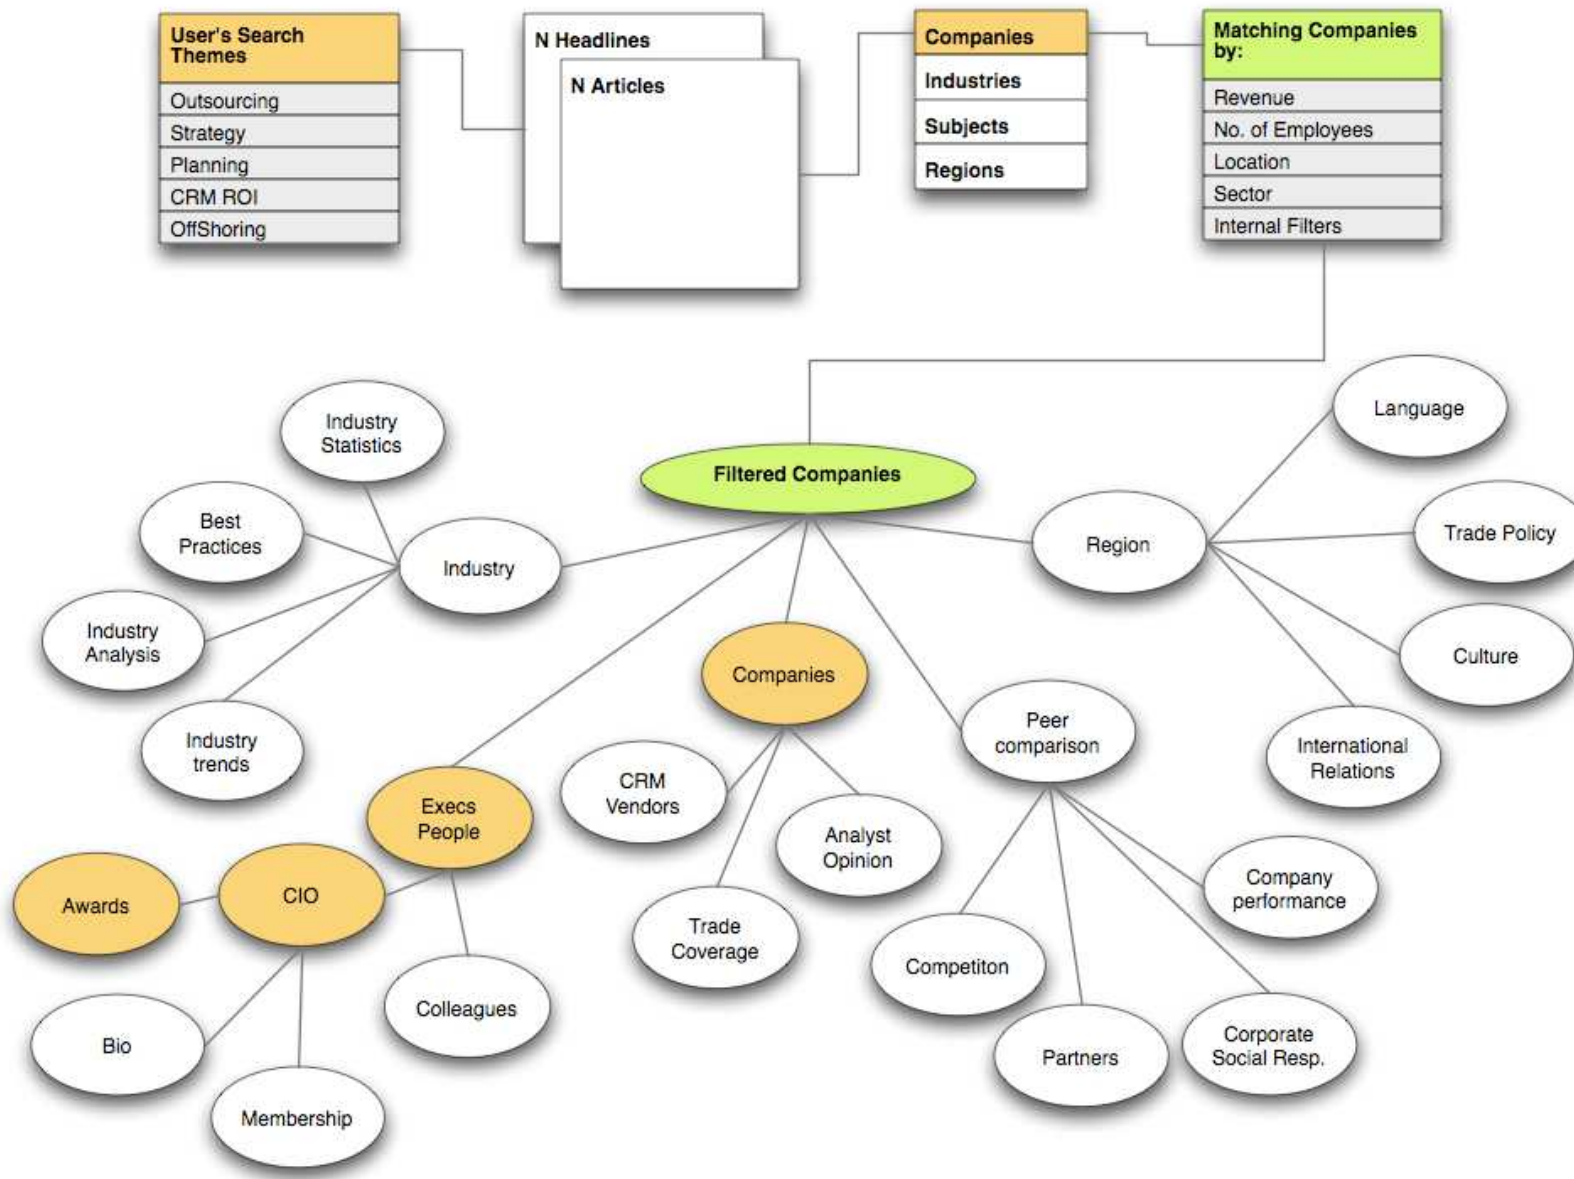 User's Search
Themes
Outsourcing
Strategy
Planning
CRM ROI
OffShoring
N Headlines
N Articles
Companies
Industries
Subjects
Regions
Matching Companies
by:
Revenue
No. of Employees
Location
Sector
Internal Filters
Filtered Companies
Industry
Statistics
Best
Practices
Industry
Analysis
Industry
trends
Industry
Execs
People
CIO
Awards
Bio
Membership
Colleagues
Companies
CRM
Vendors
Trade
Coverage
Analyst
Opinion
Peer
comparison
Competiton
Partners
Corporate
Social Resp.
Company
performance
Region
Language
Trade Policy
Culture
International
Relations